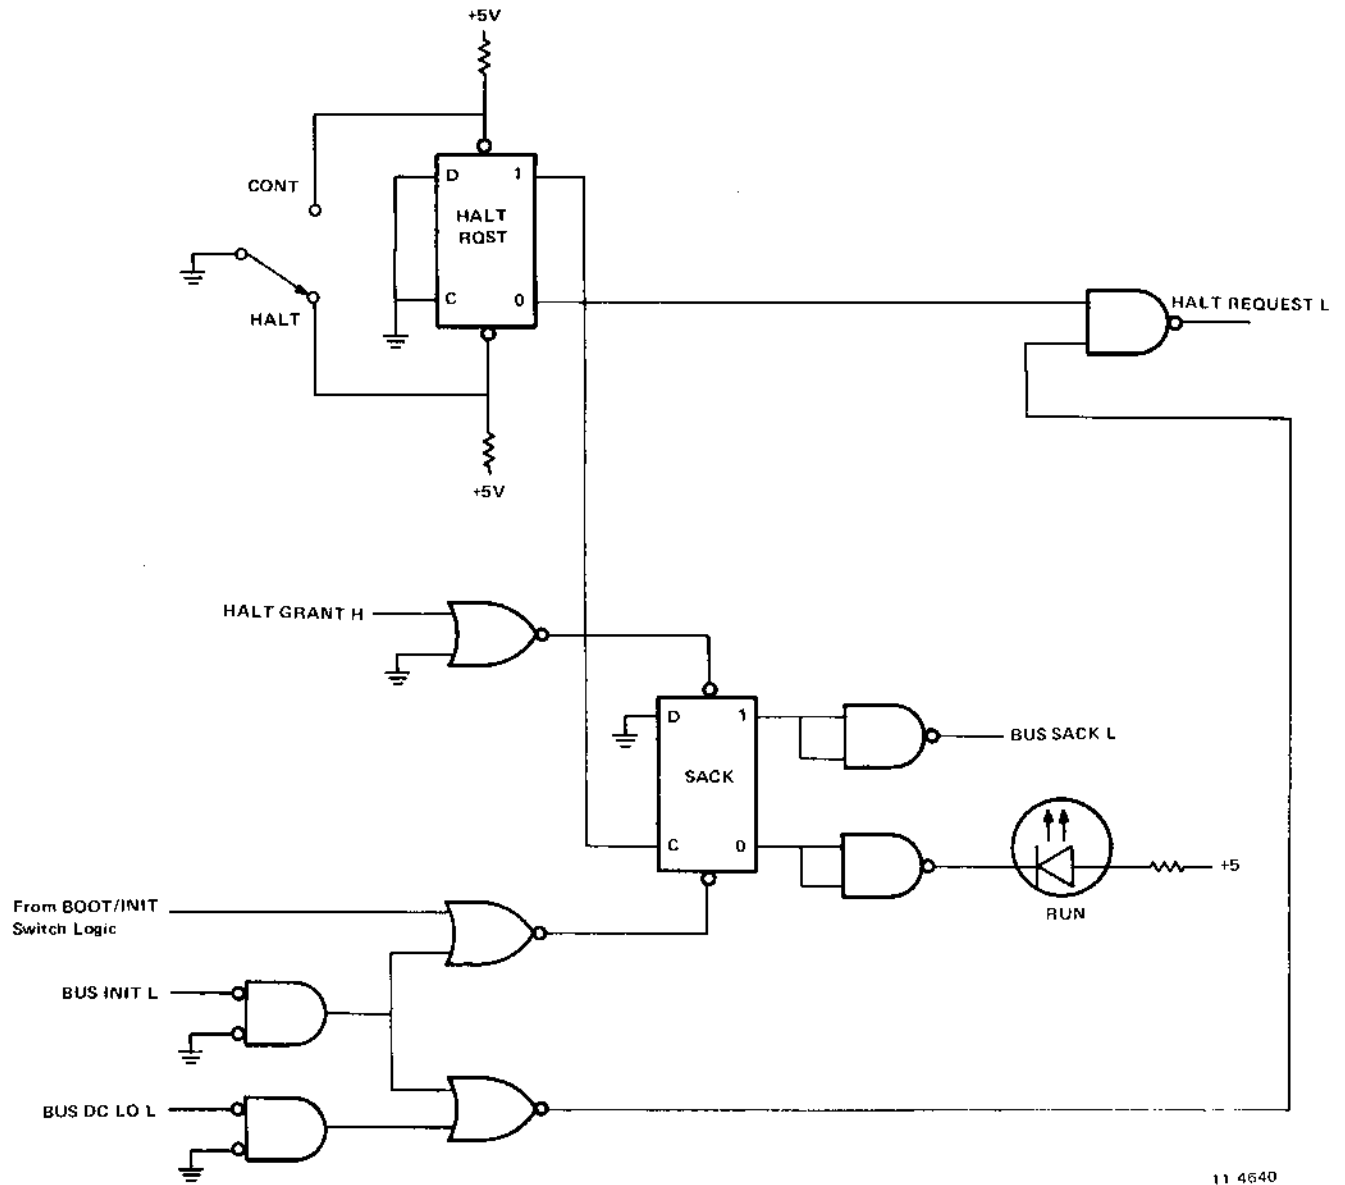 +5V
D 1
CONT
HALT
RQST
C 0
HALT
HALT REQUEST L
+5V
HALT GRANT H
D 1
BUS SACK L
SACK
C 0
+5
RUN
From BOOT/INIT
Switch Logic
BUS INIT L
BUS DC LO L
11 4640